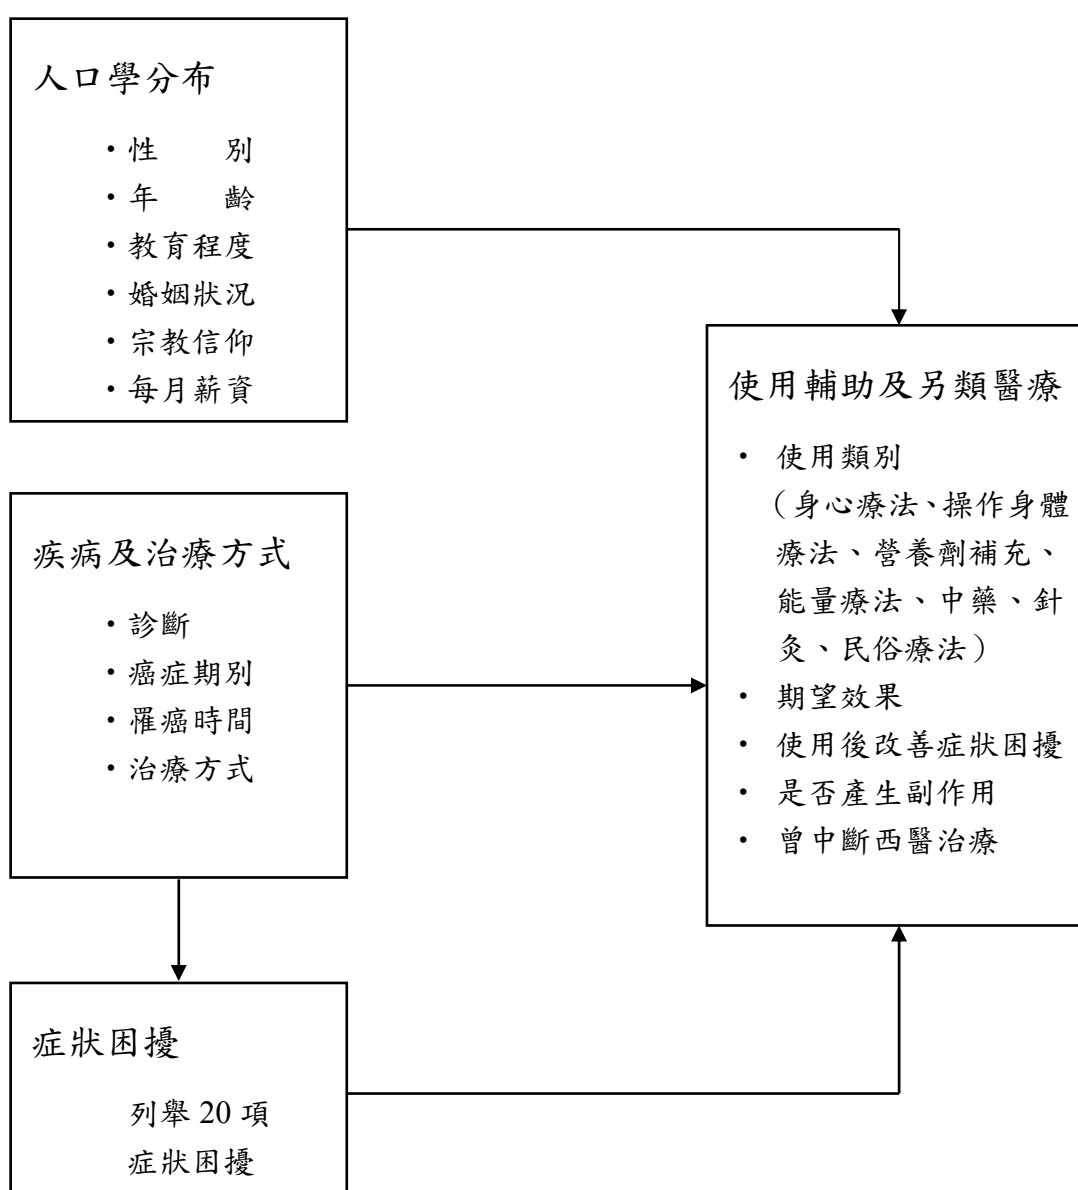 人口學分布
・性　　別
・年　　齡
・教育程度
・婚姻狀況
・宗教信仰
・每月薪資
疾病及治療方式
・診斷
・癌症期別
・罹癌時間
・治療方式
症狀困擾
列舉 20 項
症狀困擾
使用輔助及另類醫療
・ 使用類別
（身心療法、操作身體
療法、營養劑補充、
能量療法、中藥、針
灸、民俗療法）
・ 期望效果
・ 使用後改善症狀困擾
・ 是否產生副作用
・ 曾中斷西醫治療